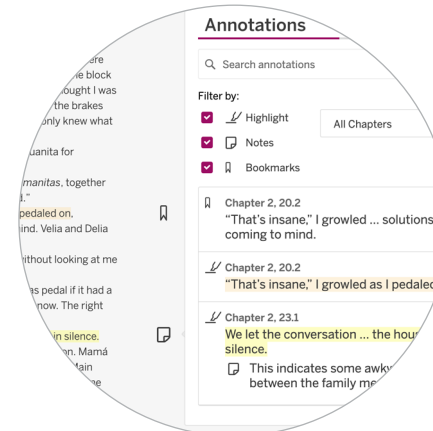 Annotations
Search annotations
Filter by:
Highlight
All Chapters
Notes
Bookmarks
Chapter 2, 20.2
“That's insane,” I growled ... solutions
coming to mind.
Chapter 2, 20.2
“That's insane,” I growled as I pedaled
Chapter 2, 23.1
We let the conversation ... the hour
silence.
This indicates some awkw
between the family me
block
ought I was
the brakes
only knew what
uanita for
manitas, together
pedaled on,
ind. Velia and Delia
ithout looking at me
as pedal if it had a
now. The right
in silence.
on. Mamá
Main